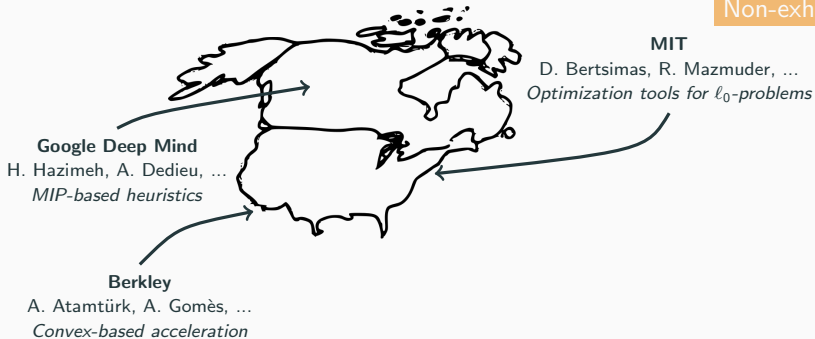 Non-exh
MIT
D. Bertsimas, R. Mazmuder, ...
Optimization tools for ℓ₀-problems
Google Deep Mind
H. Hazimeh, A. Dedieu, ...
MIP-based heuristics
Berkley
A. Atamtürk, A. Gomès, ...
Convex-based acceleration